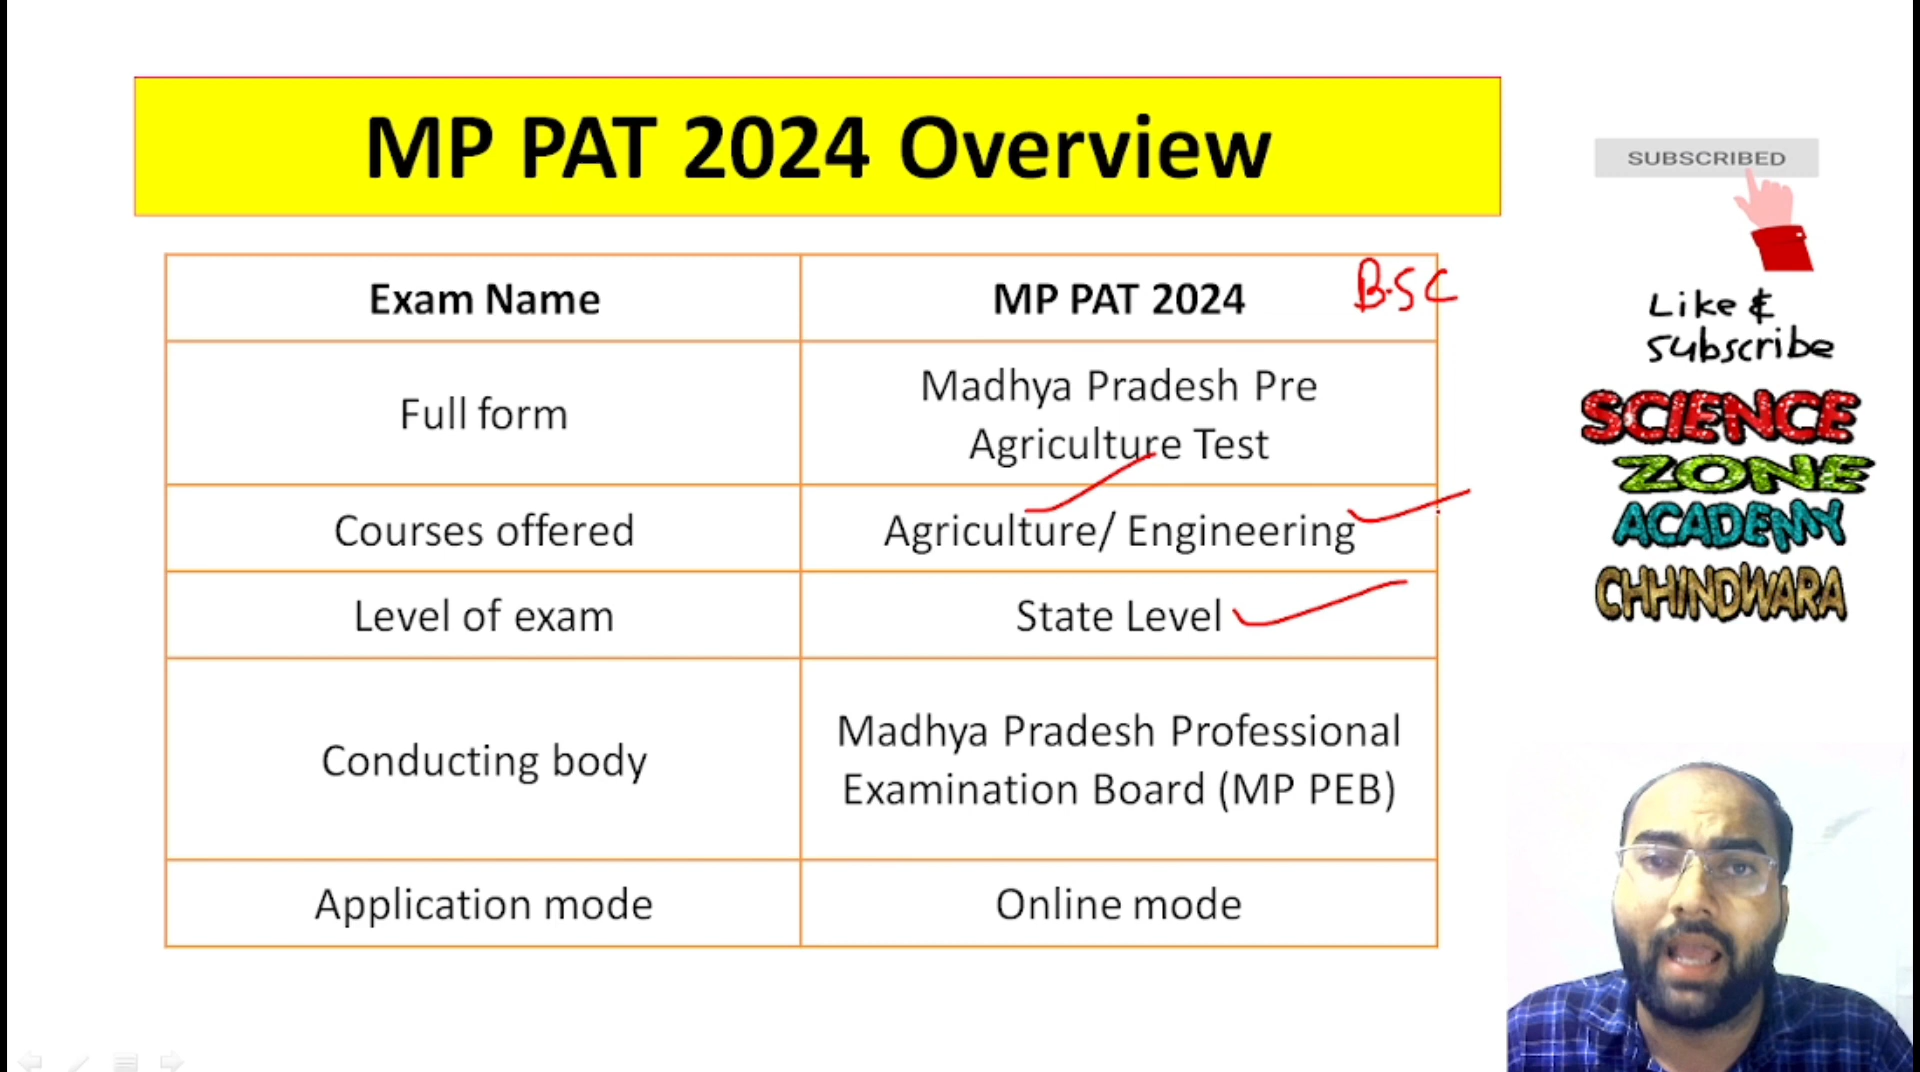 MP PAT 2024 Overview
SUBSCRIBED
Exam Name
MP PAT 2024
B.SC
Like &
Subscribe
Full form
Madhya Pradesh Pre
Agriculture Test
SCIENCE
ZONE
ACADEMY
CHHINDWARA
Courses offered
Agriculture/ Engineering
Level of exam
State Level
Conducting body
Madhya Pradesh Professional
Examination Board (MP PEB)
Application mode
Online mode